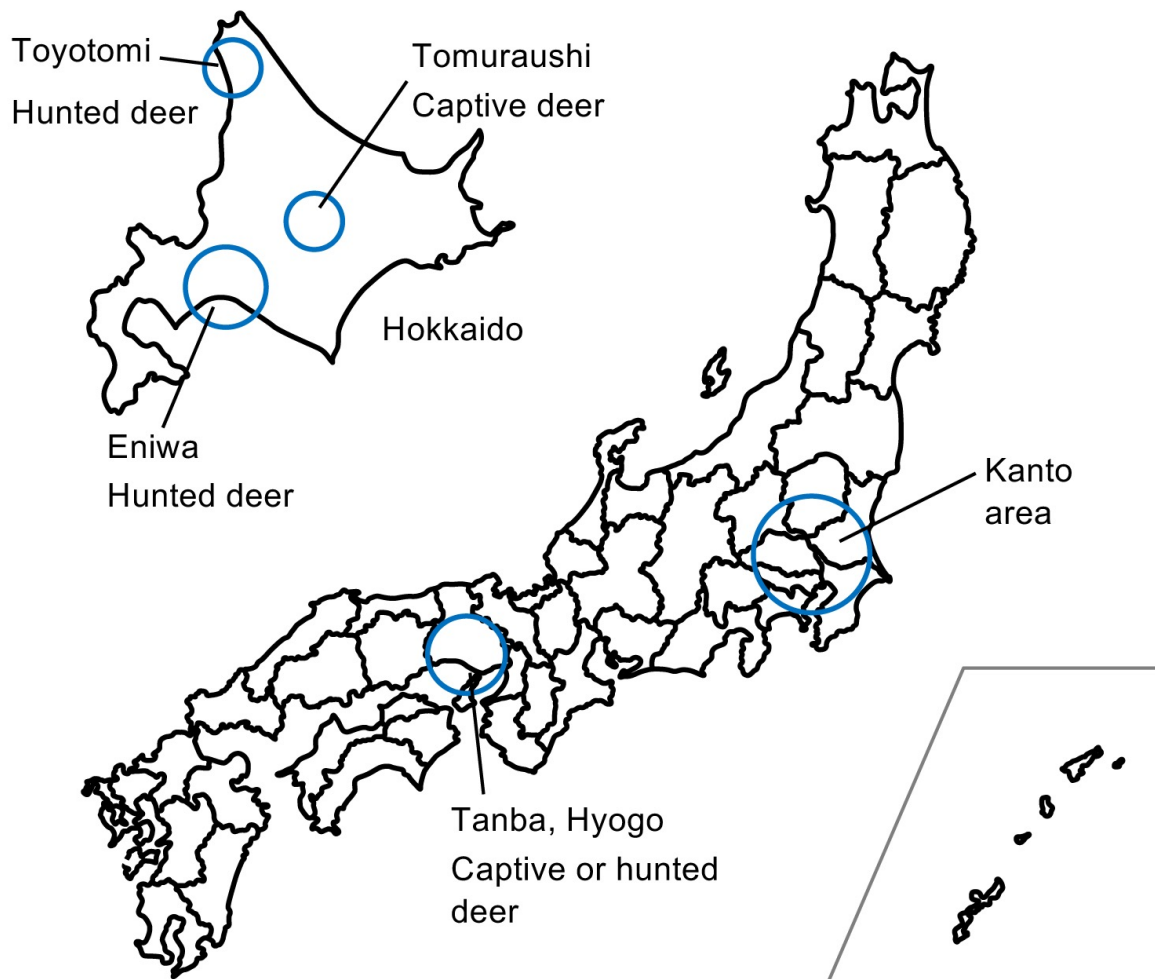 Toyotomi
Hunted deer
Tomuraushi
Captive deer
Hokkaido
Eniwa
Hunted deer
Kanto
area
Tanba, Hyogo
Captive or hunted
deer